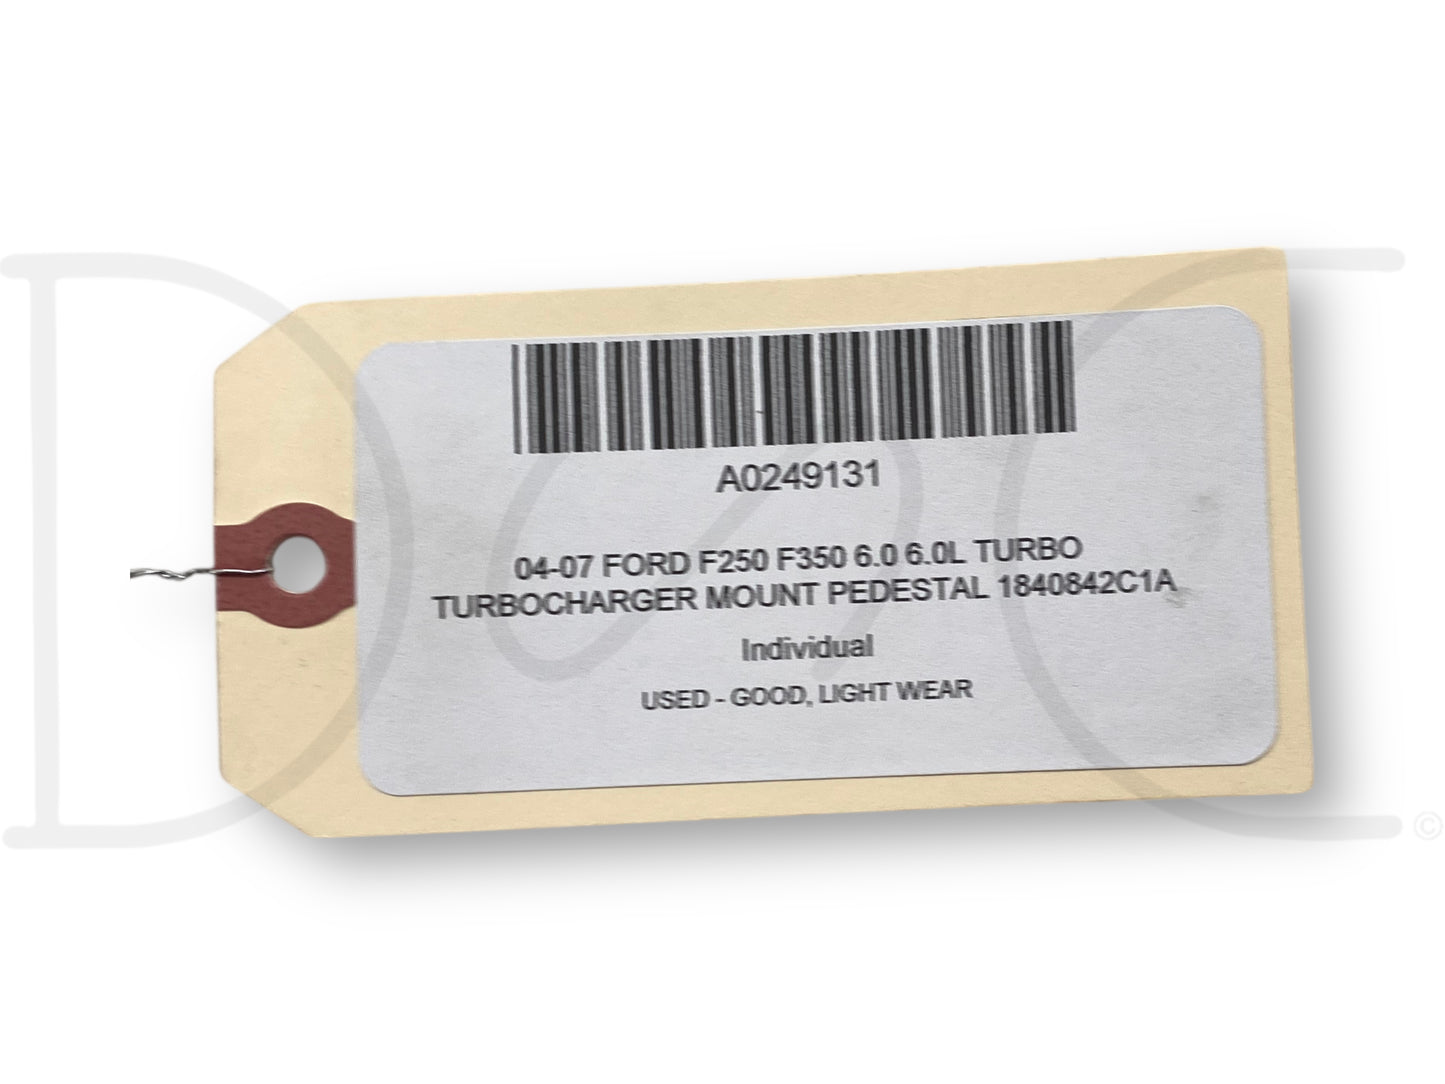 A0249131
04-07 FORD F250 F350 6.0 6.0L TURBO
TURBOCHARGER MOUNT PEDESTAL 1840842C1A
Individual
USED - GOOD, LIGHT WEAR
©